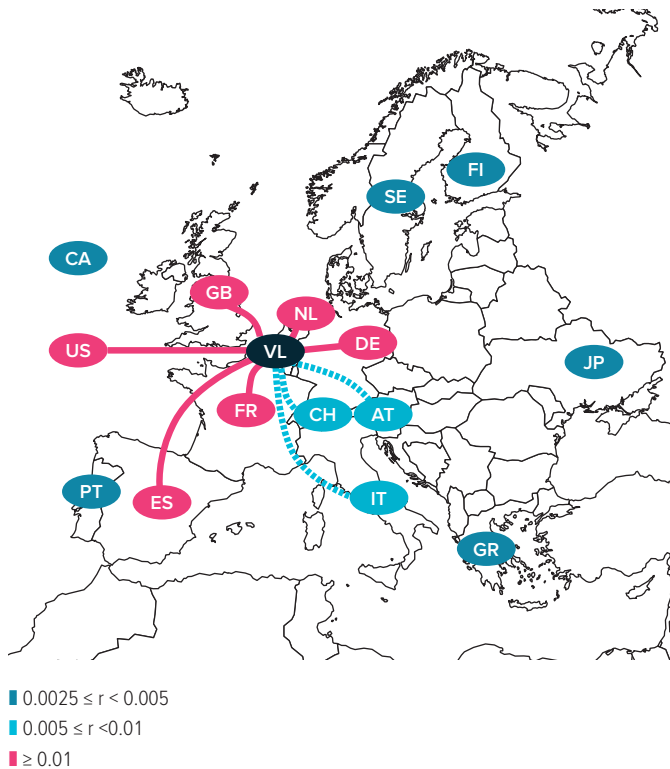 FI
SE
CA
GB
NL
US
VL
DE
JP
FR
CH
AT
PT
ES
IT
GR
0.0025 ≤ r < 0.005
0.005 ≤ r <0.01
≥ 0.01